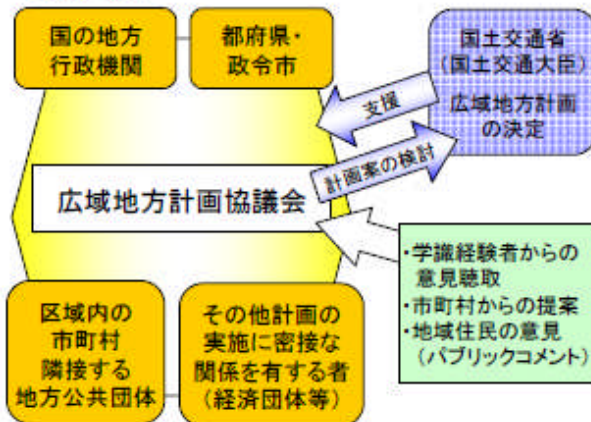 国の地方
行政機関
都府県・
政令市
国土交通省
（国土交通大臣）
広域地方計画
の決定
支援
計画案の検討
広域地方計画協議会
・学識経験者からの
意見聴取
・市町村からの提案
・地域住民の意見
（パブリックコメント）
区域内の
市町村
隣接する
地方公共団体
その他計画の
実施に密接な
関係を有する者
（経済団体等）